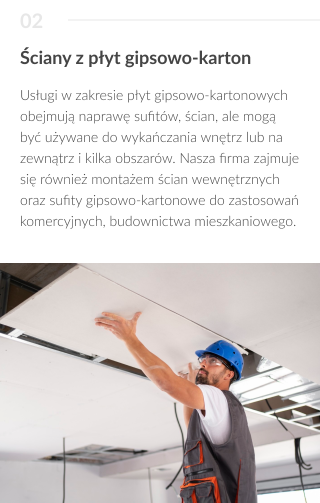 02
Ściany z płyt gipsowo-karton
Usługi w zakresie płyt gipsowo-kartonowych
obejmują naprawę sufitów, ścian, ale mogą
być używane do wykańczania wnętrz lub na
zewnątrz i kilka obszarów. Nasza firma zajmuje
się również montażem ścian wewnętrznych
oraz sufity gipsowo-kartonowe do zastosowań
komercyjnych, budownictwa mieszkaniowego.